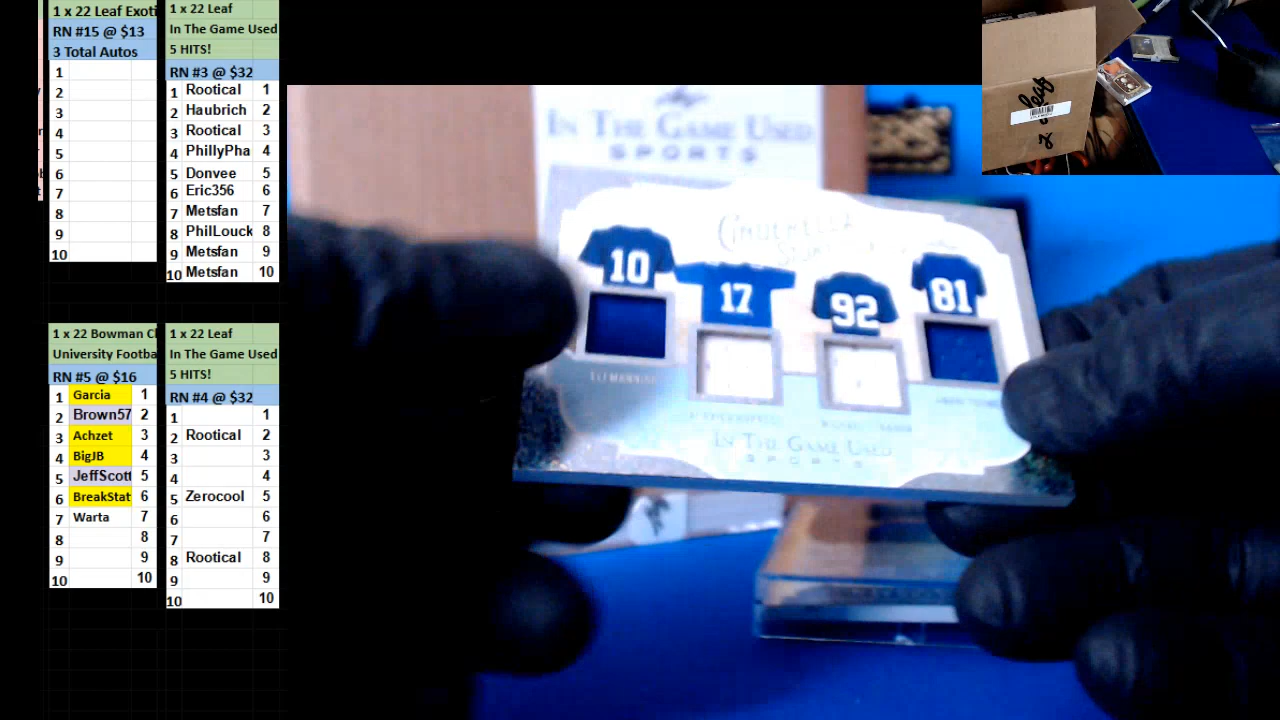 1 x 22 Leaf Exoti
RN #15 @ $13
3 Total Autos
1
2
3
4
5
6
7
8
9
10
1 x 22 Leaf
In The Game Used
5 HITS!
RN #3 @ $32
1 Rootical 1
2 Haubrich 2
3 Rootical 3
4 PhillyPha 4
5 Donvee 5
6 Eric356 6
7 Metsfan 7
8 PhilLouck 8
9 Metsfan 9
10 Metsfan 10
1 x 22 Bowman C
University Footba
RN #5 @ $16
1 Garcia 1
2 Brown57 2
3 Achzet 3
4 BigJB 4
5 JeffScott 5
6 BreakStat 6
7 Warta 7
8 8
9 9
10 10
1 x 22 Leaf
In The Game Used
5 HITS!
RN #4 @ $32
1 1
2 Rootical 2
3 3
4 4
5 Zerocool 5
6 6
7 7
8 Rootical 8
9 9
10 10
IN THE GAME USED
SPORTS
CINDERELLA
10 17 92 81
ELI MANNING
IN THE GAME USED
SPORTS
leaf
2